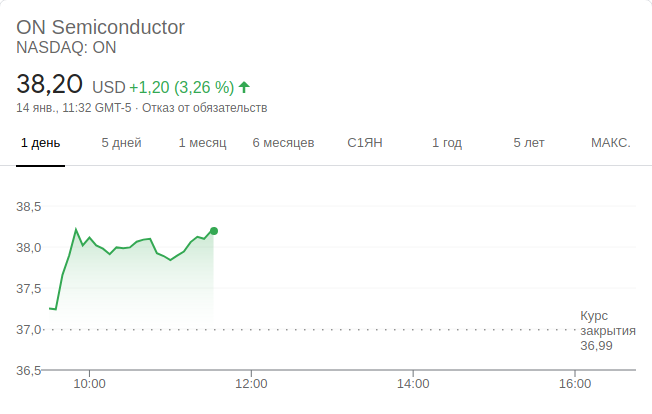 ON Semiconductor
NASDAQ: ON
38,20 USD +1,20 (3,26 %)
14 янв., 11:32 GMT-5 · Отказ от обязательств
1 день 5 дней 1 месяц 6 месяцев С1ЯН 1 год 5 лет МАКС.
38,5
38,0
37,5
37,0
Курс
закрытия
36,99
36,5
10:00 12:00 14:00 16:00